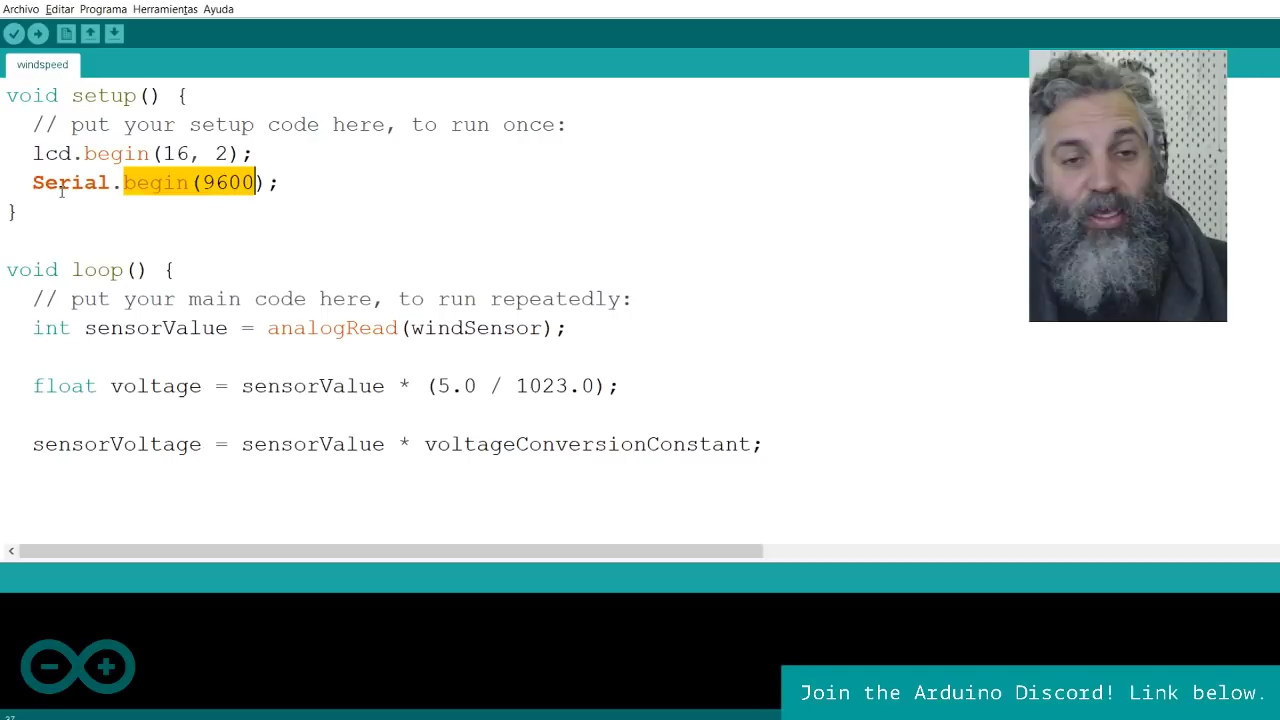 Archivo Editar Programa Herramientas Ayuda
windspeed
void setup() {
// put your setup code here, to run once:
lcd.begin(16, 2);
Serial.begin(9600);
}
void loop() {
// put your main code here, to run repeatedly:
int sensorValue = analogRead(windSensor);
float voltage = sensorValue * (5.0 / 1023.0);
sensorVoltage = sensorValue * voltageConversionConstant;
Join the Arduino Discord! Link below.